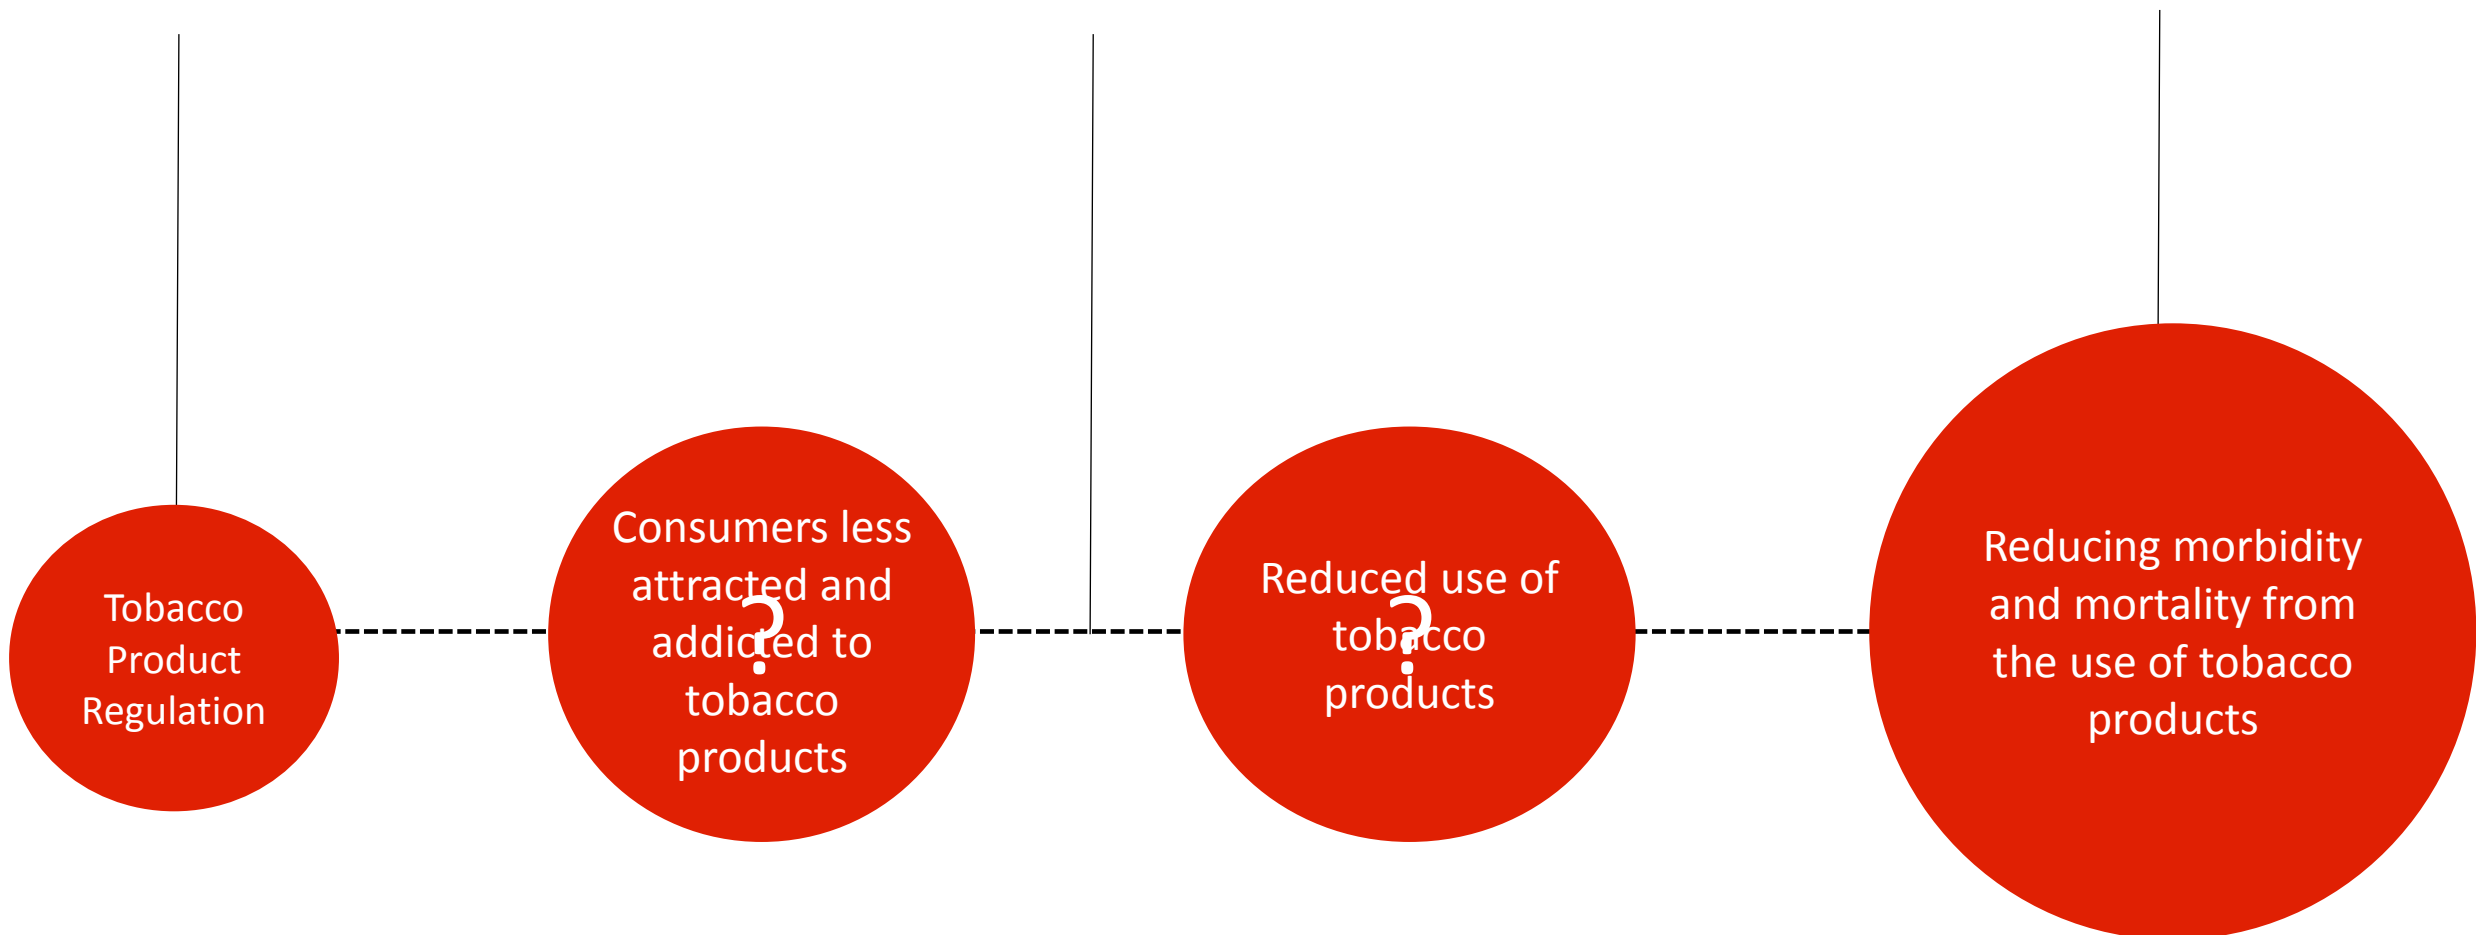 Tobacco
Product
Regulation
Consumers less
attracted and
addicted to
tobacco
products
?
Reduced use of
tobacco
products
?
Reducing morbidity
and mortality from
the use of tobacco
products